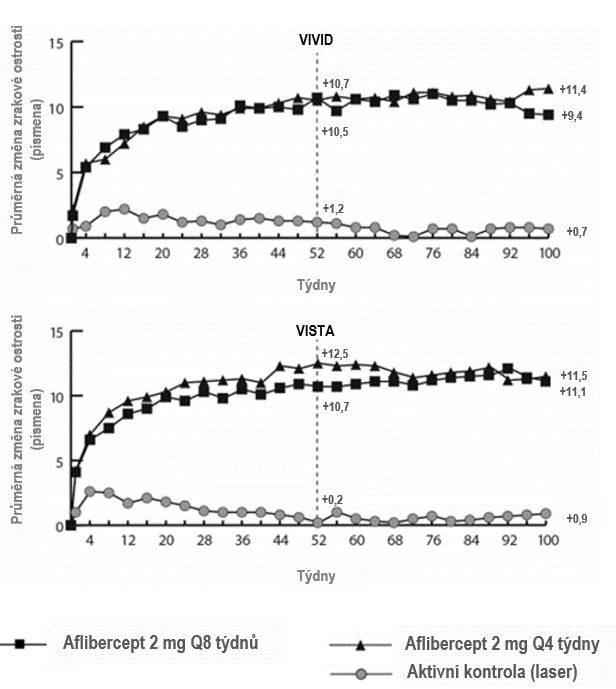 VIVID
Průměrná změna zrakové ostrosti
(písmena)
15
10
5
0
+10,7
+10,5
+1,2
+11,4
+9,4
+0,7
4 12 20 28 36 44 52 60 68 76 84 92 100
Týdny
VISTA
Průměrná změna zrakové ostrosti
(písmena)
15
10
5
0
+12,5
+10,7
+0,2
+11,5
+11,1
+0,9
4 12 20 28 36 44 52 60 68 76 84 92 100
Týdny
Aflibercept 2 mg Q8 týdnů
Aflibercept 2 mg Q4 týdny
Aktivní kontrola (laser)